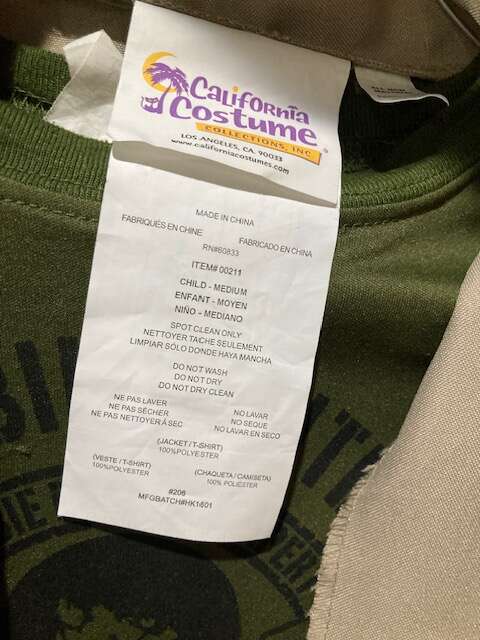 California
Costume
COLLECTIONS, INC.
LOS ANGELES, CA. 90033
www.californiacostumes.com
MADE IN CHINA
FABRIQUÉS EN CHINE
FABRICADO EN CHINA
RN#60833
ITEM# 00211
CHILD - MEDIUM
ENFANT - MOYEN
NIÑO - MEDIANO
SPOT CLEAN ONLY
NETTOYER TACHE SEULEMENT
LIMPIAR SÓLO DONDE HAYA MANCHA
DO NOT WASH
DO NOT DRY
DO NOT DRY CLEAN
NE PAS LAVER
NE PAS SÉCHER
NE PAS NETTOYER À SEC
NO LAVAR
NO SEQUE
NO LAVAR EN SECO
(JACKET / T-SHIRT)
100%POLYESTER
(VESTE / T-SHIRT)
100%POLYESTER
(CHAQUETA / CAMISETA)
100% POLIÉSTER
#206
MFGBATCH#HK1601